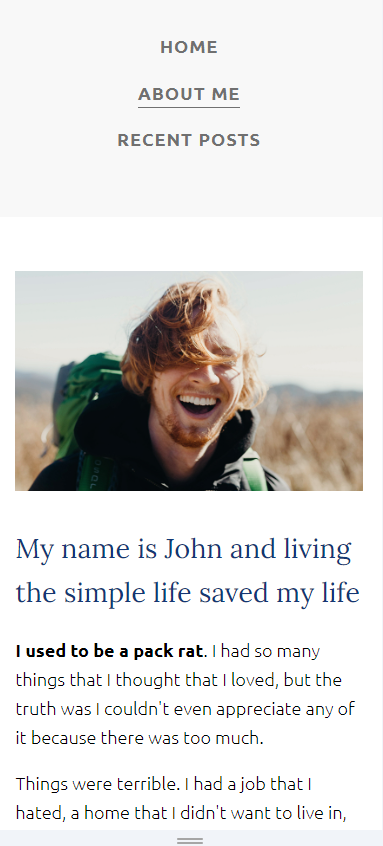 HOME
ABOUT ME
RECENT POSTS
My name is John and living
the simple life saved my life
I used to be a pack rat. I had so many
things that I thought that I loved, but the
truth was I couldn't even appreciate any of
it because there was too much.
Things were terrible. I had a job that I
hated, a home that I didn't want to live in,